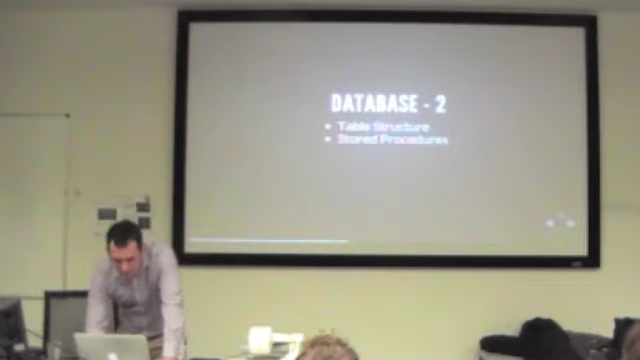 DATABASE - 2
• Table Structure
• Stored Procedures